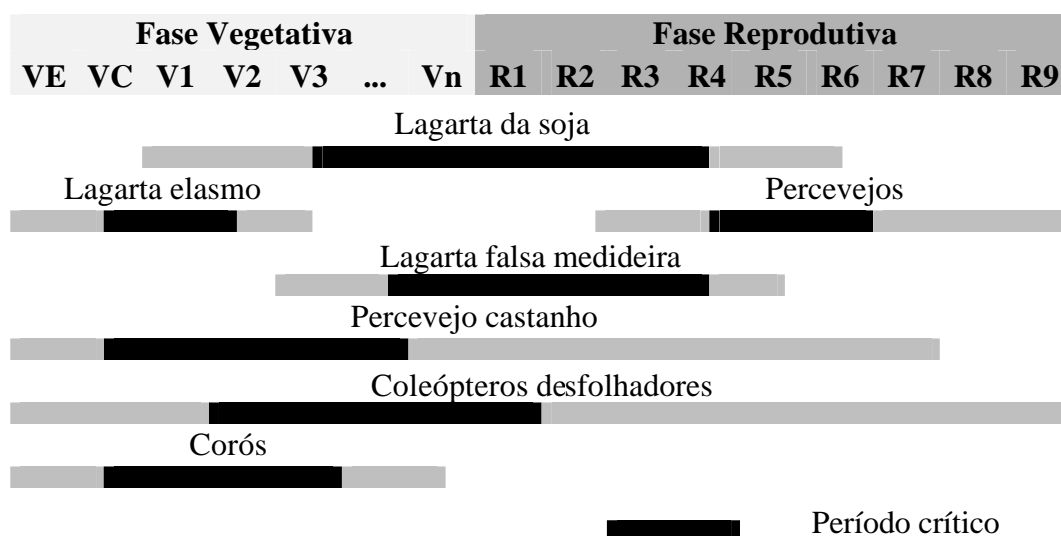 Fase Vegetativa Fase Reprodutiva
VE VC V1 V2 V3 ... Vn R1 R2 R3 R4 R5 R6 R7 R8 R9
Lagarta da soja
Lagarta elasmo Percevejos
Lagarta falsa medideira
Percevejo castanho
Coleópteros desfolhadores
Corós
Período crítico